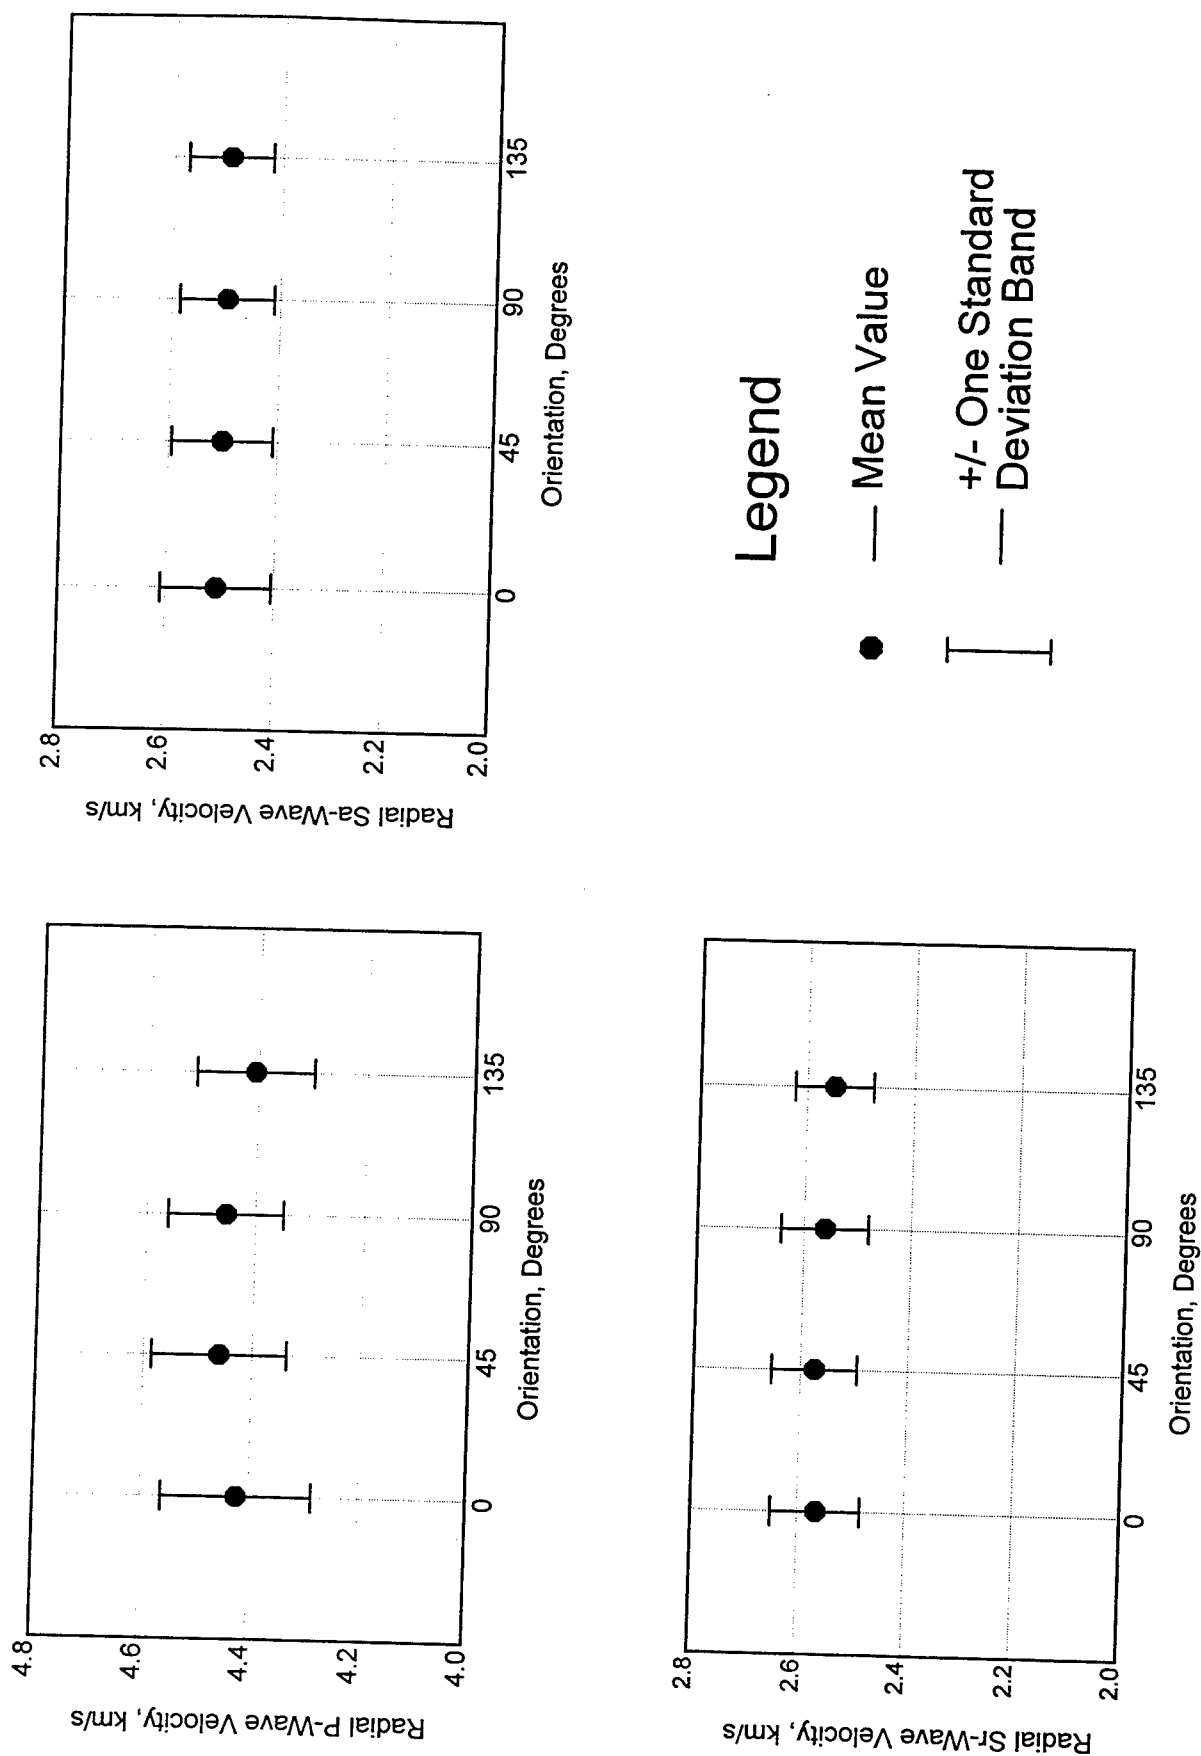 Radial P-Wave Velocity, km/s
4.8
4.6
4.4
4.2
4.0
0
45
90
135
Orientation, Degrees
Radial Sa-Wave Velocity, km/s
2.8
2.6
2.4
2.2
2.0
0
45
90
135
Orientation, Degrees
Radial Sr-Wave Velocity, km/s
2.8
2.6
2.4
2.2
2.0
0
45
90
135
Orientation, Degrees
Legend
Mean Value
+/- One Standard
Deviation Band